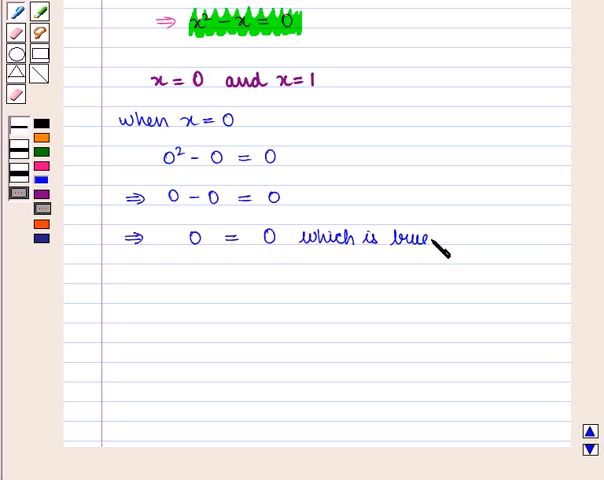 ⇒ x² - x = 0
x = 0 and x = 1
when x = 0
0² - 0 = 0
⇒ 0 - 0 = 0
⇒ 0 = 0 which is true